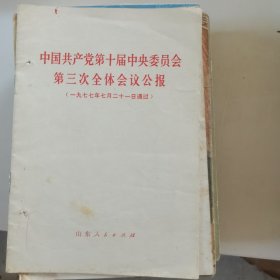 中国共产党第十届中央委员会
第三次全体会议公报
(一九七七年七月二十一日通过)
山东人民出版社